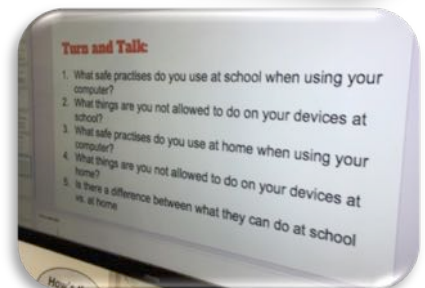 Turn and Talk:
1. What safe practises do you use at school when using your
computer?
2. What things are you not allowed to do on your devices at
school?
3. What safe practises do you use at home when using your
computer?
4. What things are you not allowed to do on your devices at
home?
5. Is there a difference between what they can do at school
vs. at home
How's